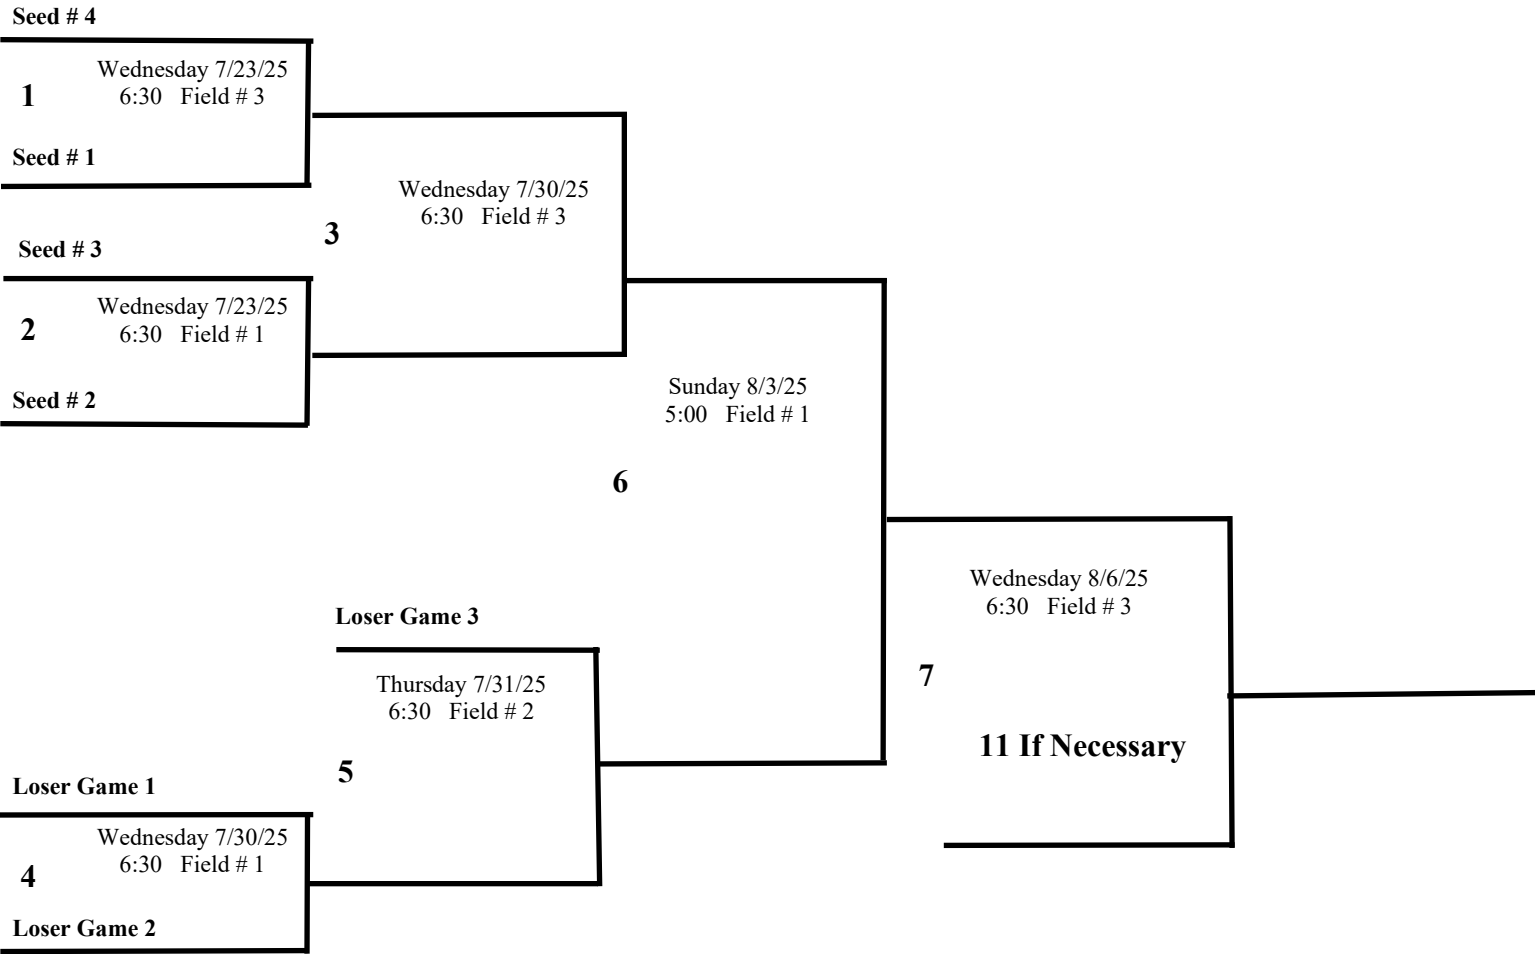 Seed # 4
Wednesday 7/23/25
1
6:30 Field # 3
Seed # 1
Wednesday 7/30/25
6:30 Field # 3
3
Seed # 3
Wednesday 7/23/25
2
6:30 Field # 1
Seed # 2
Sunday 8/3/25
5:00 Field # 1
6
Wednesday 8/6/25
6:30 Field # 3
7
11 If Necessary
Loser Game 3
Thursday 7/31/25
6:30 Field # 2
5
Loser Game 1
Wednesday 7/30/25
6:30 Field # 1
4
Loser Game 2